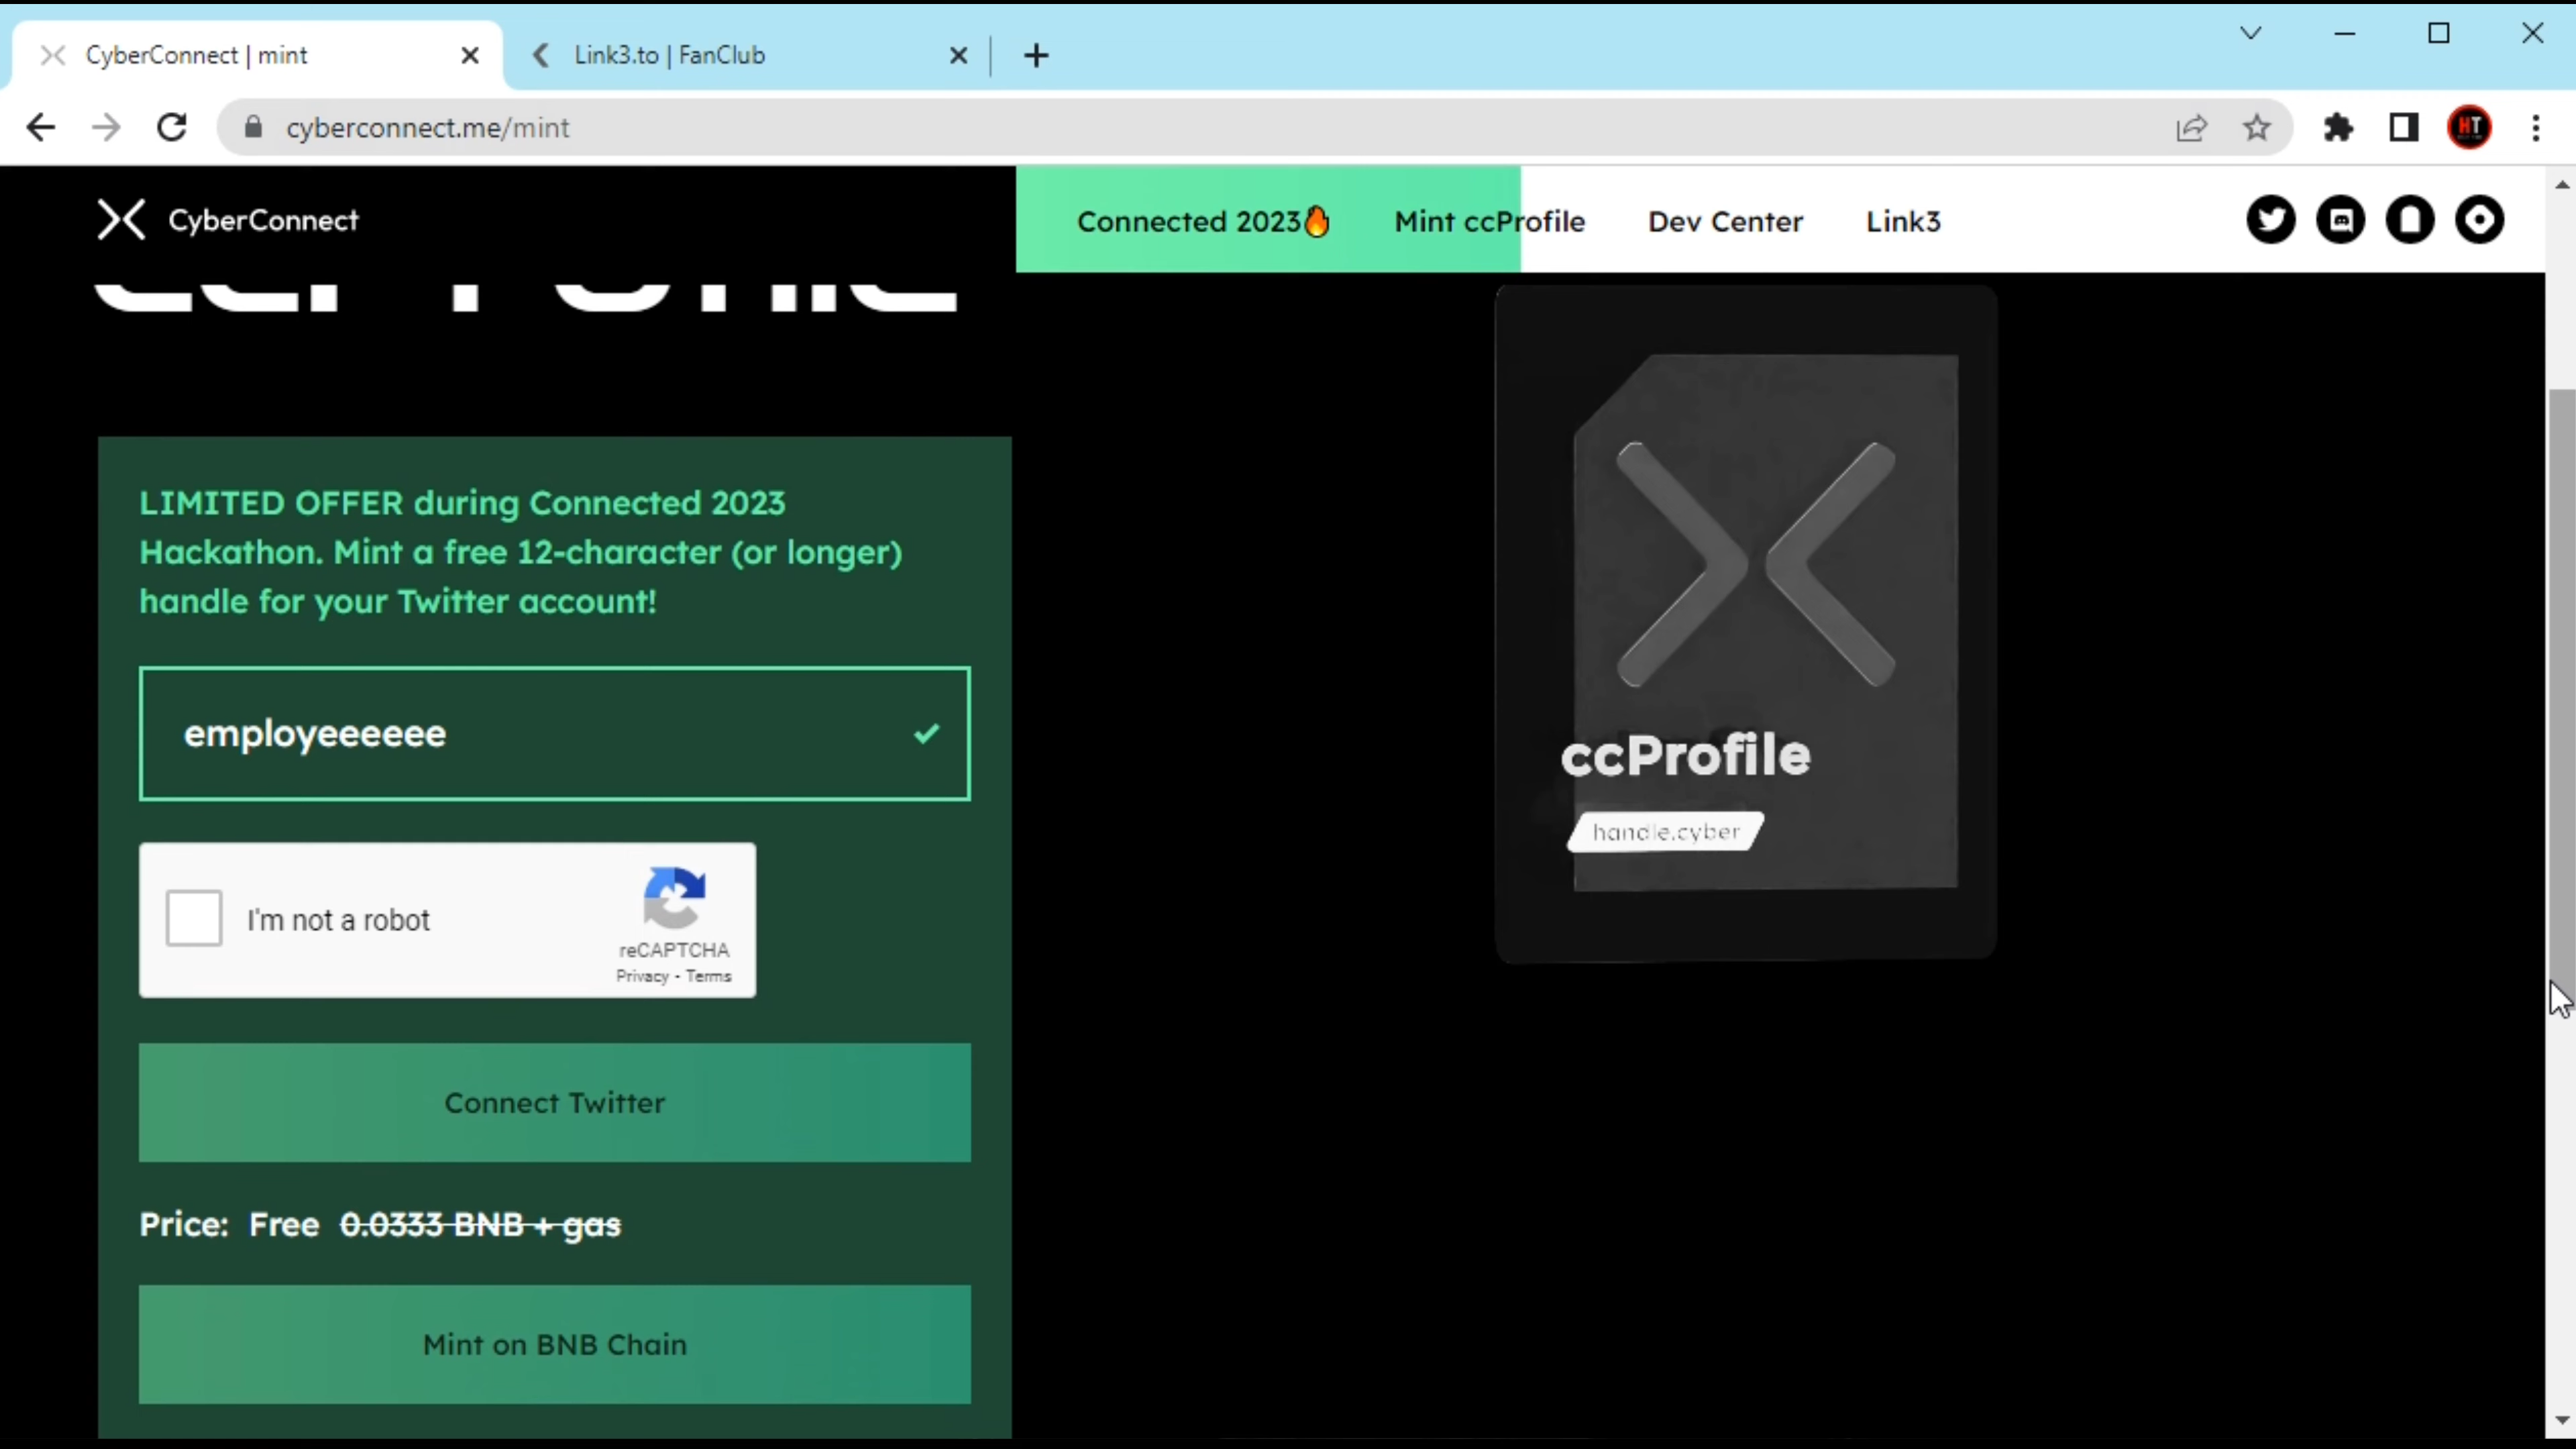 CyberConnect | mint
Link3.to | FanClub
cyberconnect.me/mint
CyberConnect
Connected 2023🔥 Mint ccProfile Dev Center Link3
LIMITED OFFER during Connected 2023
Hackathon. Mint a free 12-character (or longer)
handle for your Twitter account!
employeeeeee
I'm not a robot
reCAPTCHA
Privacy - Terms
Connect Twitter
Price: Free 0.0333 BNB + gas
Mint on BNB Chain
ccProfile
handle.cyber
HT